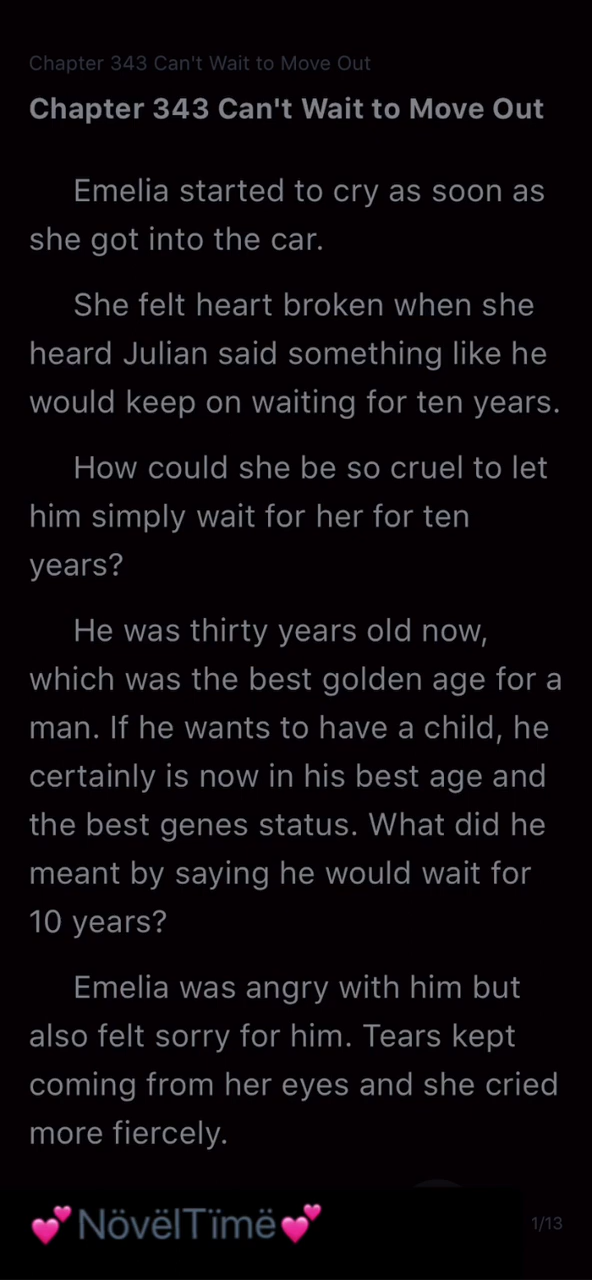 Chapter 343 Can't Wait to Move Out
Chapter 343 Can't Wait to Move Out
Emelia started to cry as soon as
she got into the car.
She felt heart broken when she
heard Julian said something like he
would keep on waiting for ten years.
How could she be so cruel to let
him simply wait for her for ten
years?
He was thirty years old now,
which was the best golden age for a
man. If he wants to have a child, he
certainly is now in his best age and
the best genes status. What did he
meant by saying he would wait for
10 years?
Emelia was angry with him but
also felt sorry for him. Tears kept
coming from her eyes and she cried
more fiercely.
💕NövëlTïmë💕
1/13